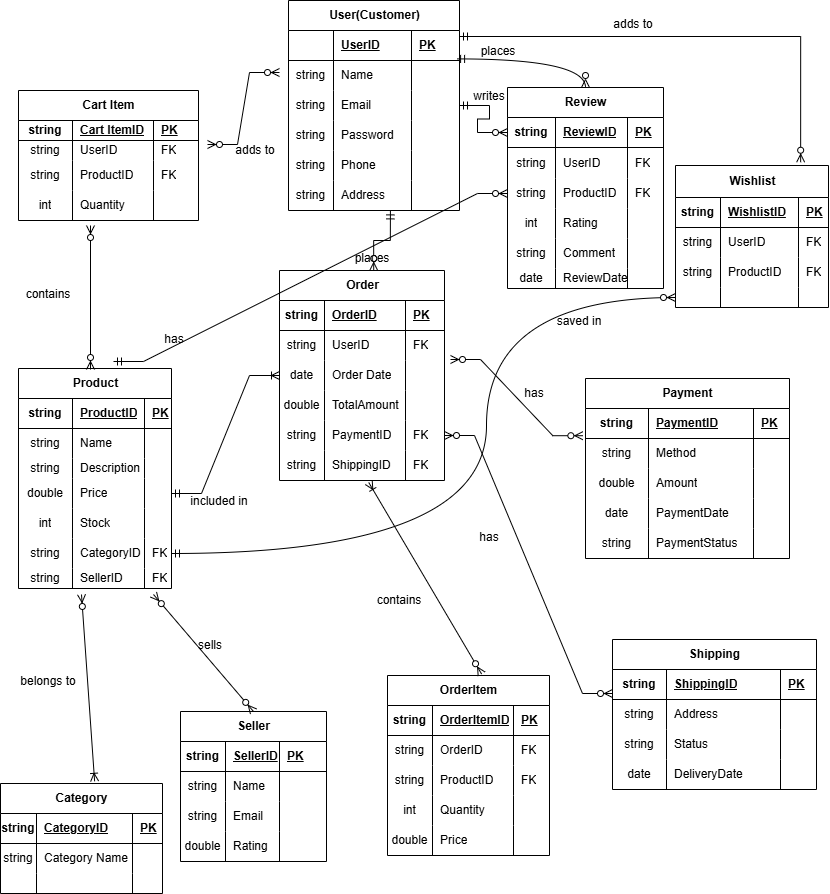 User(Customer)
UserID PK
string Name
string Email
string Password
string Phone
string Address
adds to
places
writes
Cart Item
string Cart ItemID PK
string UserID FK
string ProductID FK
int Quantity
adds to
Review
string ReviewID PK
string UserID FK
string ProductID FK
int Rating
string Comment
date ReviewDate
Wishlist
string WishlistID PK
string UserID FK
string ProductID FK
places
contains
has
saved in
Order
string OrderID PK
string UserID FK
date Order Date
double TotalAmount
string PaymentID FK
string ShippingID FK
Product
string ProductID PK
string Name
string Description
double Price
int Stock
string CategoryID FK
string SellerID FK
included in
has
Payment
string PaymentID PK
string Method
double Amount
date PaymentDate
string PaymentStatus
has
contains
sells
belongs to
Shipping
string ShippingID PK
string Address
string Status
date DeliveryDate
OrderItem
string OrderItemID PK
string OrderID FK
string ProductID FK
int Quantity
double Price
Seller
string SellerID PK
string Name
string Email
double Rating
Category
string CategoryID PK
string Category Name